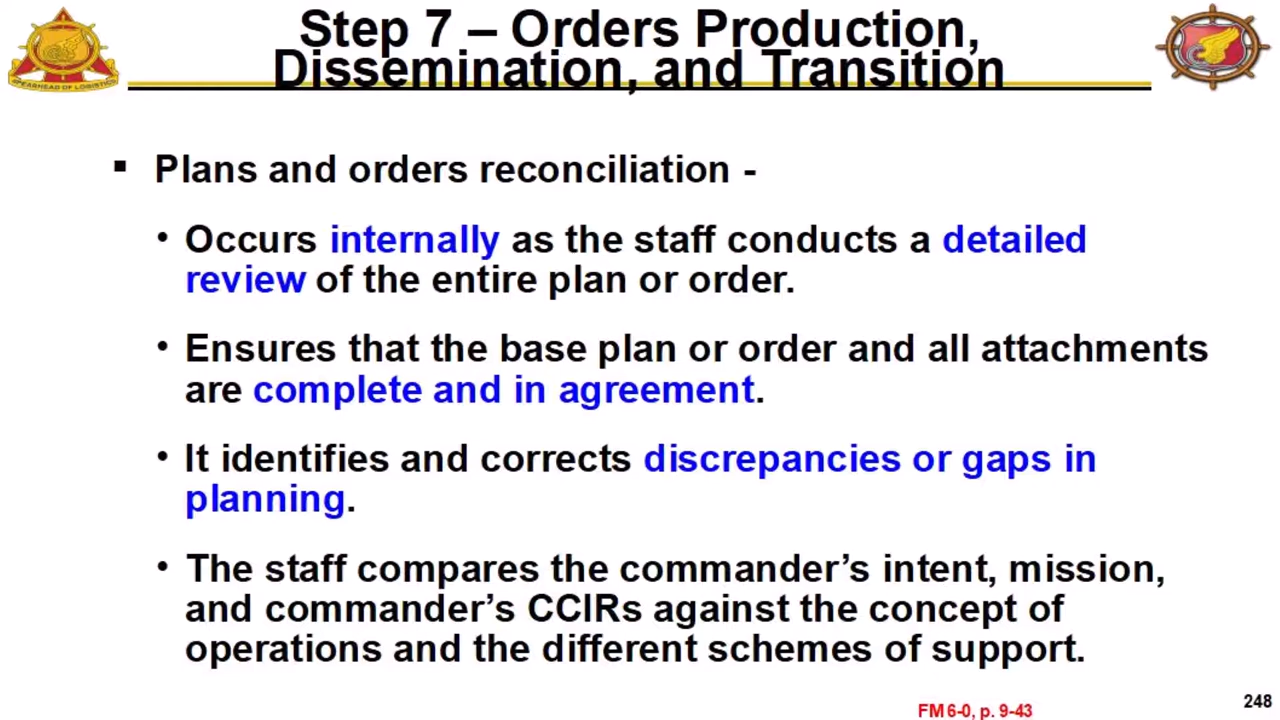 Step 7 – Orders Production,
Dissemination, and Transition
SPEARHEAD OF LOGISTICS
▪ Plans and orders reconciliation -
• Occurs internally as the staff conducts a detailed
review of the entire plan or order.
• Ensures that the base plan or order and all attachments
are complete and in agreement.
• It identifies and corrects discrepancies or gaps in
planning.
• The staff compares the commander’s intent, mission,
and commander’s CCIRs against the concept of
operations and the different schemes of support.
FM 6-0, p. 9-43
248